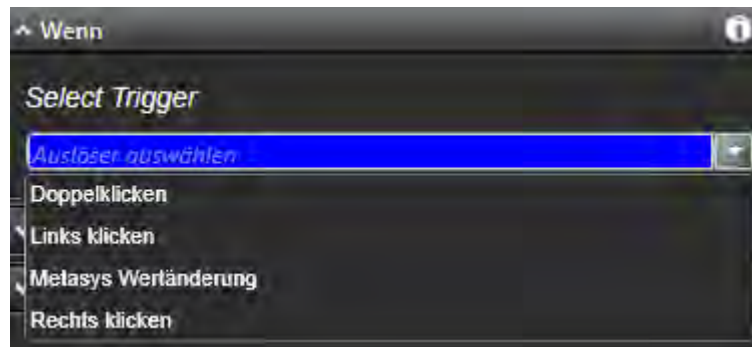 Wenn
Select Trigger
Auslöser auswählen
Doppelklicken
Links klicken
Metasys Wertänderung
Rechts klicken